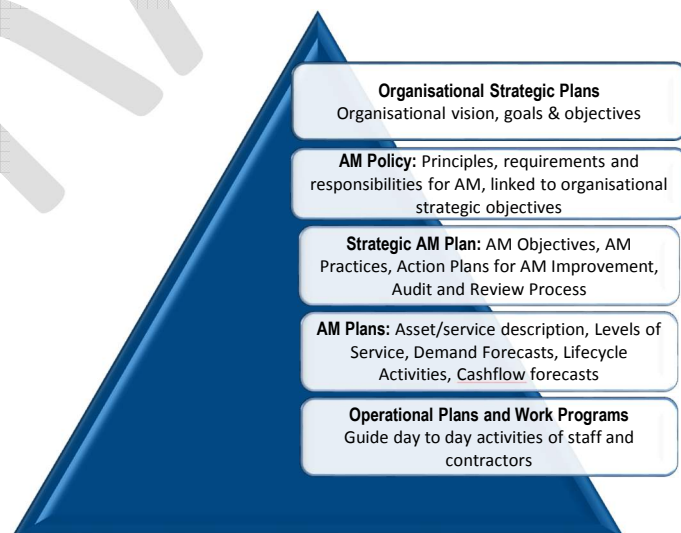 Organisational Strategic Plans
Organisational vision, goals & objectives
AM Policy: Principles, requirements and
responsibilities for AM, linked to organisational
strategic objectives
Strategic AM Plan: AM Objectives, AM
Practices, Action Plans for AM Improvement,
Audit and Review Process
AM Plans: Asset/service description, Levels of
Service, Demand Forecasts, Lifecycle
Activities, Cashflow forecasts
Operational Plans and Work Programs
Guide day to day activities of staff and
contractors